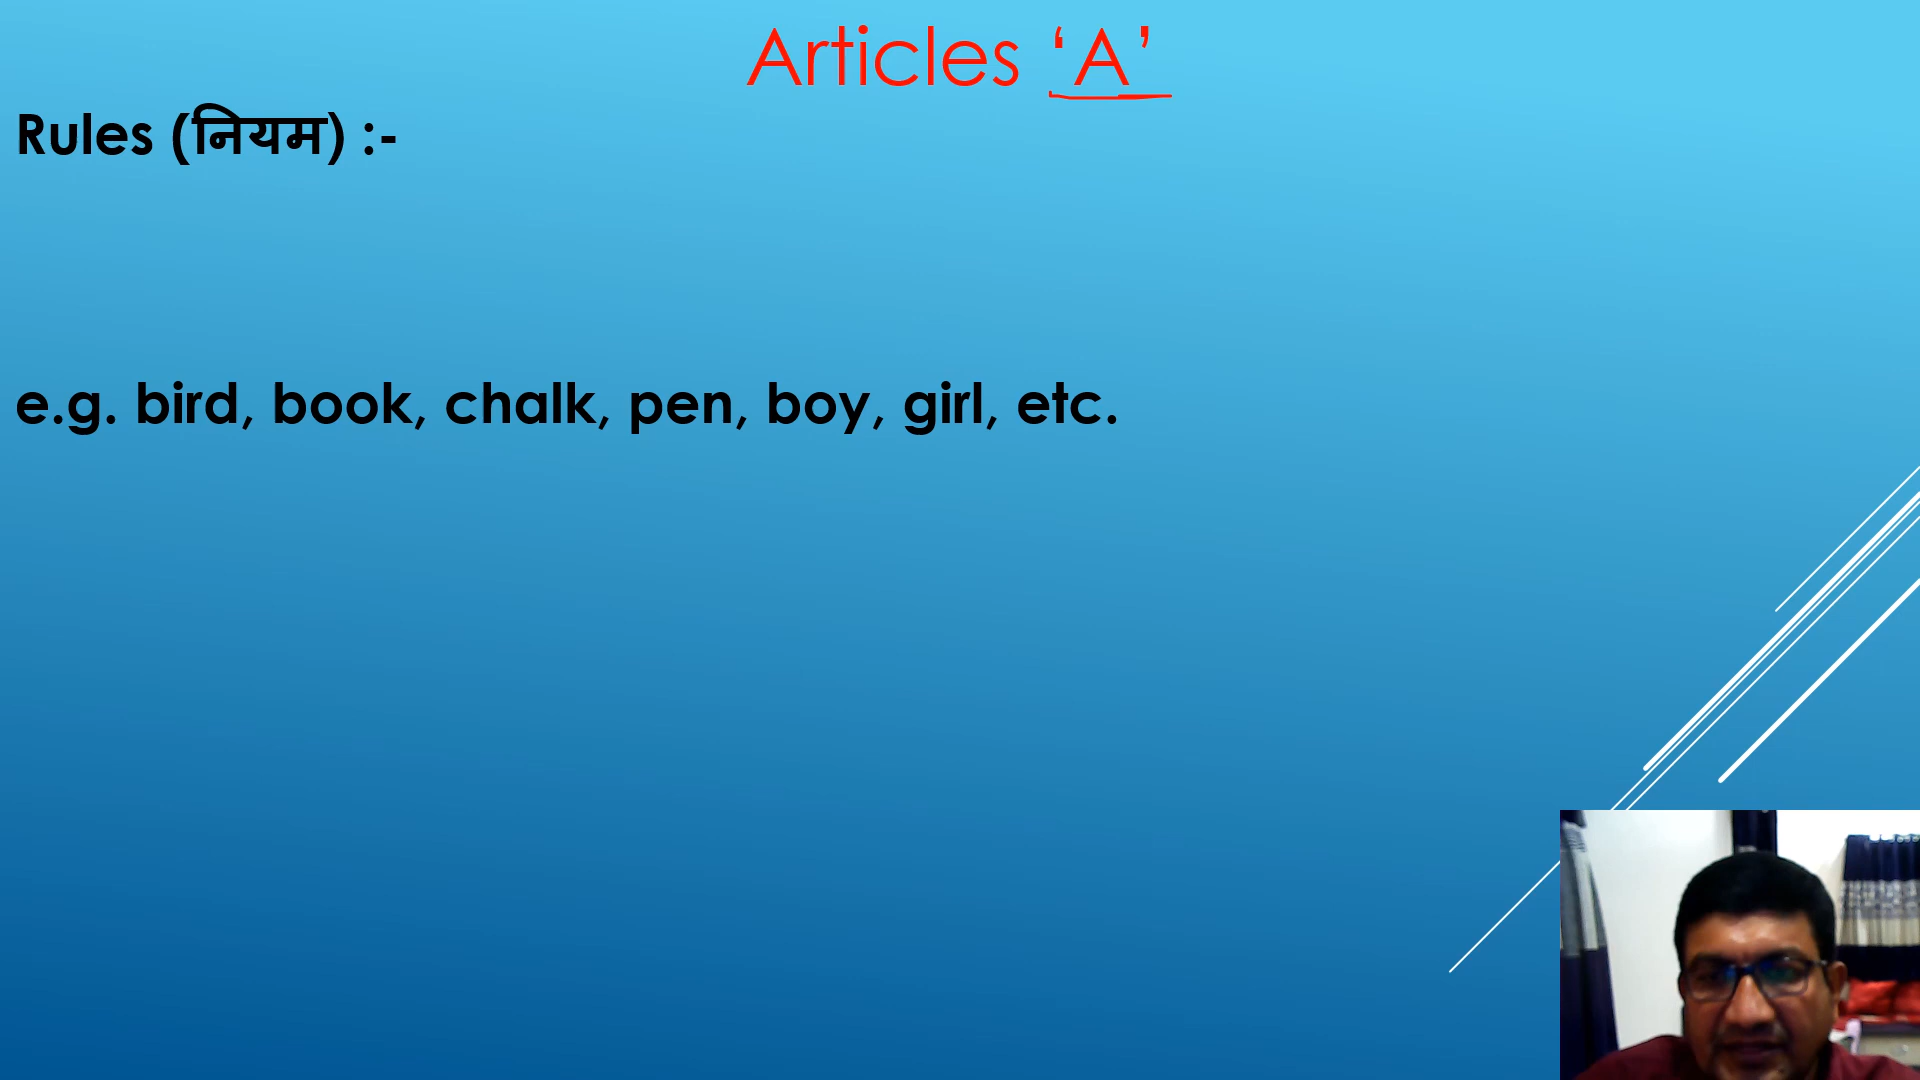 Articles ‘A’
Rules (नियम) :-
e.g. bird, book, chalk, pen, boy, girl, etc.